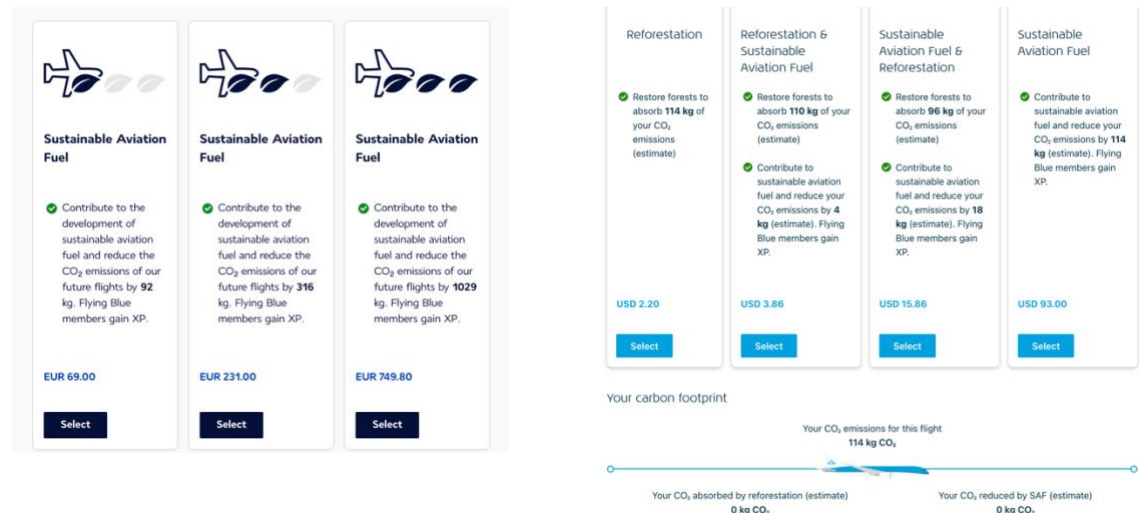 Sustainable Aviation
Fuel
Contribute to the
development of
sustainable aviation
fuel and reduce the
CO₂ emissions of our
future flights by 92
kg. Flying Blue
members gain XP.
EUR 69.00
Select
Sustainable Aviation
Fuel
Contribute to the
development of
sustainable aviation
fuel and reduce the
CO₂ emissions of our
future flights by 316
kg. Flying Blue
members gain XP.
EUR 231.00
Select
Sustainable Aviation
Fuel
Contribute to the
development of
sustainable aviation
fuel and reduce the
CO₂ emissions of our
future flights by 1029
kg. Flying Blue
members gain XP.
EUR 749.80
Select
Reforestation
Restore forests to
absorb 114 kg of
your CO₂
emissions
(estimate)
USD 2.20
Select
Reforestation &
Sustainable
Aviation Fuel
Restore forests to
absorb 110 kg of your
CO₂ emissions
(estimate)
Contribute to
sustainable aviation
fuel and reduce your
CO₂ emissions by 4
kg (estimate). Flying
Blue members gain
XP.
USD 3.86
Select
Sustainable
Aviation Fuel &
Reforestation
Restore forests to
absorb 96 kg of your
CO₂ emissions
(estimate)
Contribute to
sustainable aviation
fuel and reduce your
CO₂ emissions by 18
kg (estimate). Flying
Blue members gain
XP.
USD 15.86
Select
Sustainable
Aviation Fuel
Contribute to
sustainable aviation
fuel and reduce your
CO₂ emissions by 114
kg (estimate). Flying
Blue members gain
XP.
USD 93.00
Select
Your carbon footprint
Your CO₂ emissions for this flight
114 kg CO₂
Your CO₂ absorbed by reforestation (estimate)
0 kg CO₂
Your CO₂ reduced by SAF (estimate)
0 kg CO₂